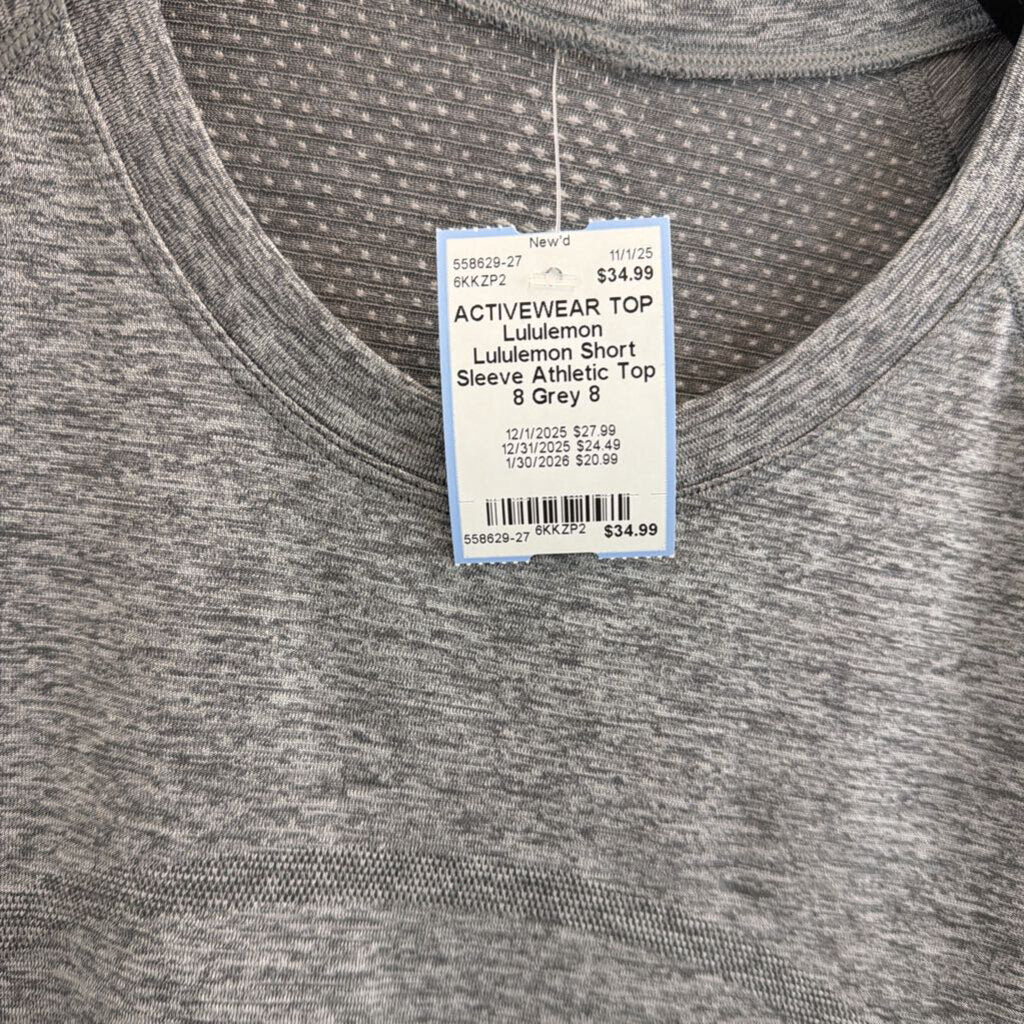 New'd
558629-27 11/1/25
6KKZP2 $34.99
ACTIVEWEAR TOP
Lululemon
Lululemon Short
Sleeve Athletic Top
8 Grey 8
12/1/2025 $27.99
12/31/2025 $24.49
1/30/2026 $20.99
558629-27 6KKZP2 $34.99